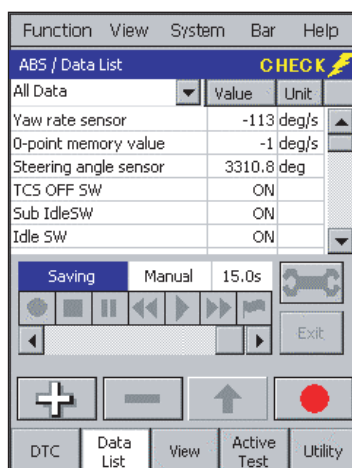 Function View System Bar Help
ABS / Data List CHECK
All Data Value Unit
Yaw rate sensor -113 deg/s
0-point memory value -1 deg/s
Steering angle sensor 3310.8 deg
TCS OFF SW ON
Sub IdleSW ON
Idle SW ON
Saving Manual 15.0s
Exit
DTC Data List View Active Test Utility